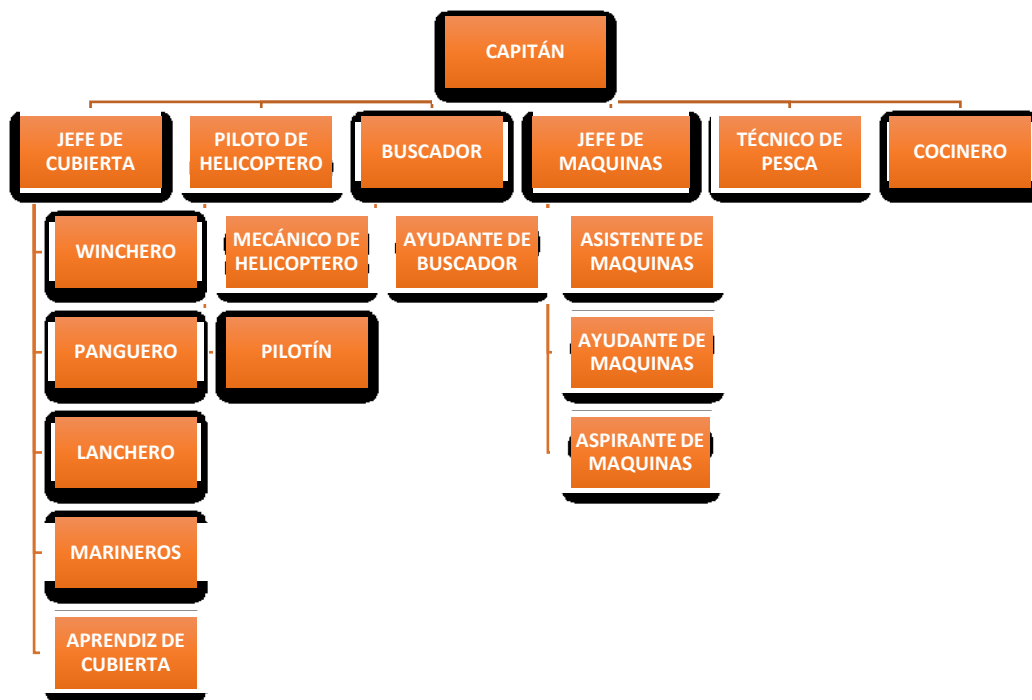 CAPITÁN
JEFE DE
CUBIERTA
PILOTO DE
HELICOPTERO
BUSCADOR
JEFE DE
MAQUINAS
TÉCNICO DE
PESCA
COCINERO
WINCHERO
MECÁNICO DE
HELICOPTERO
AYUDANTE DE
BUSCADOR
ASISTENTE DE
MAQUINAS
PANGUERO
PILOTÍN
AYUDANTE DE
MAQUINAS
LANCHERO
ASPIRANTE DE
MAQUINAS
MARINEROS
APRENDIZ DE
CUBIERTA